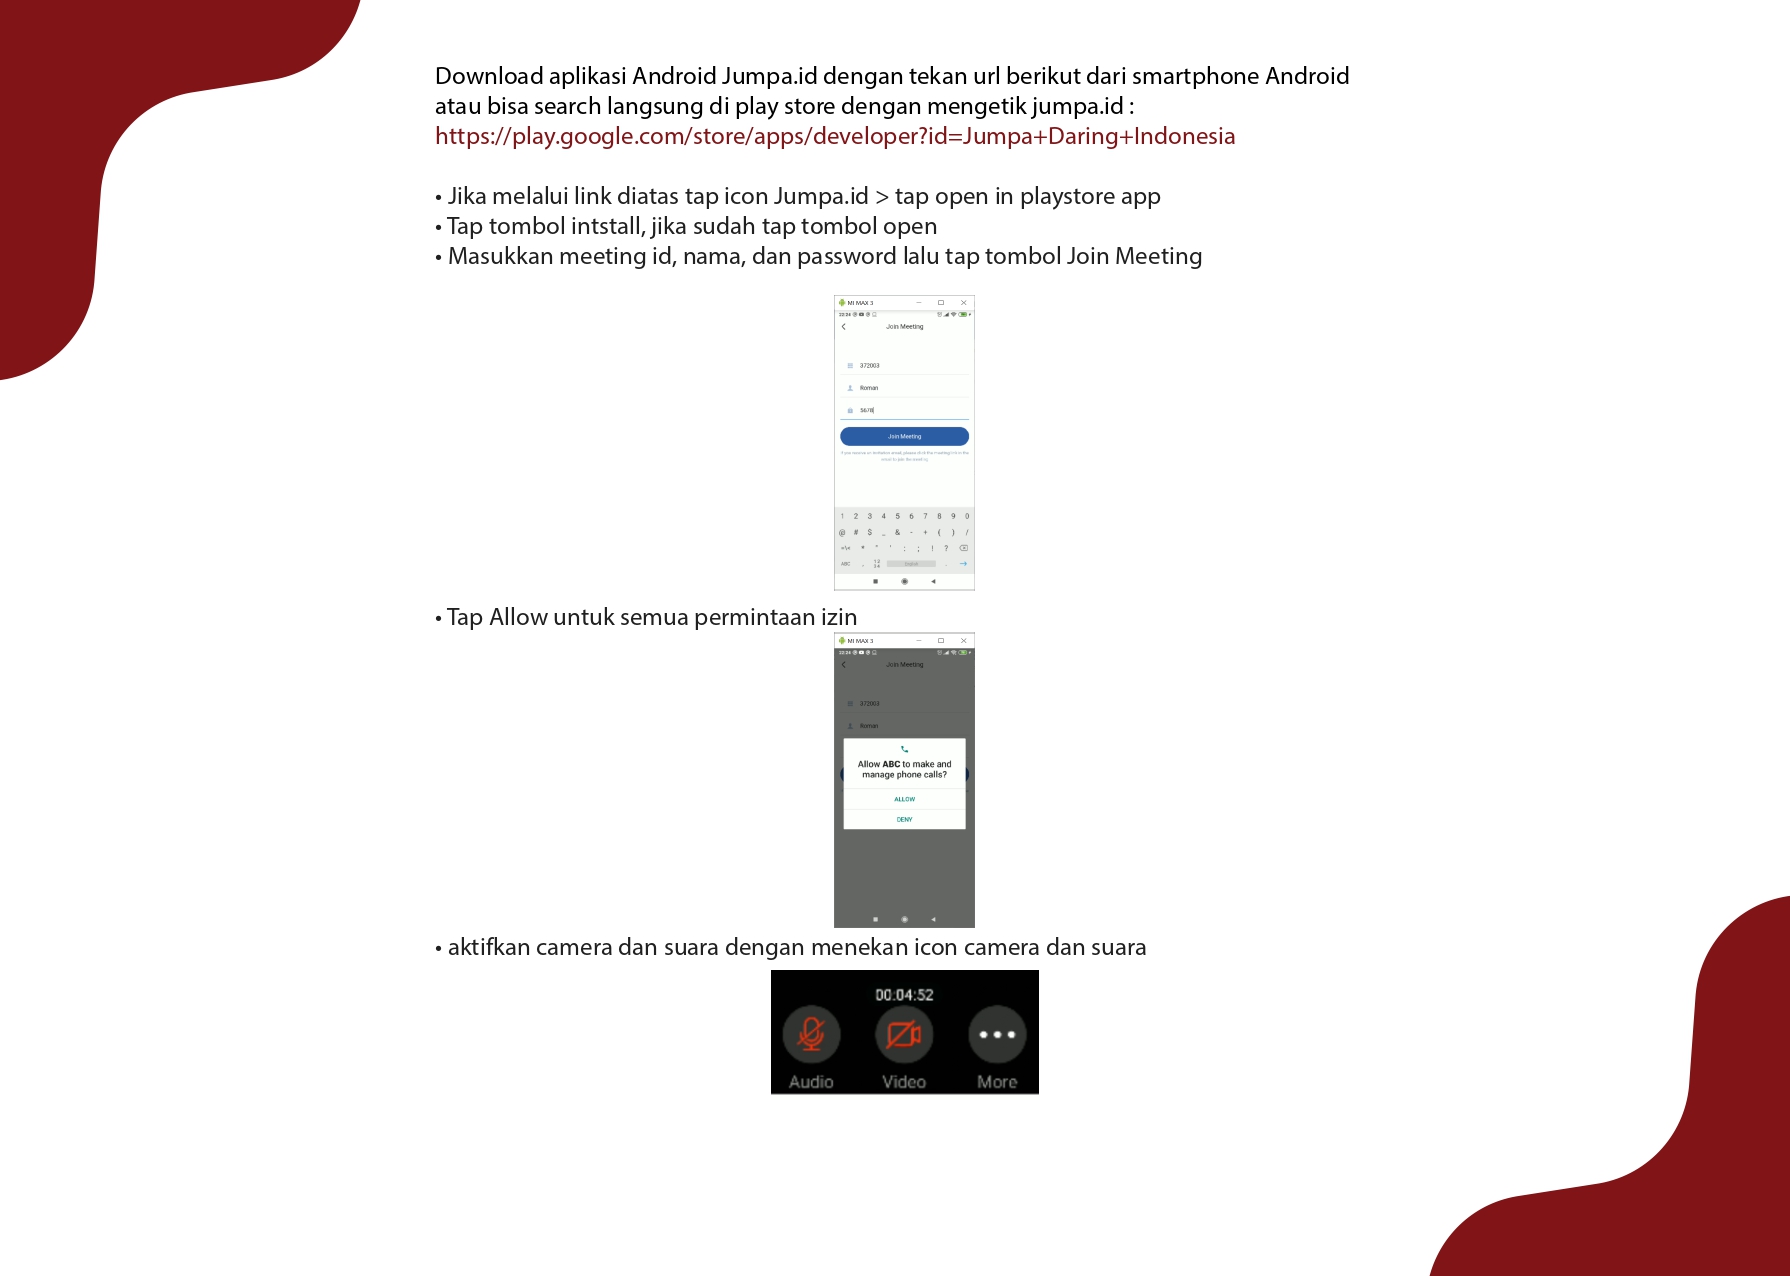 Download aplikasi Android Jumpa.id dengan tekan url berikut dari smartphone Android
atau bisa search langsung di play store dengan mengetik jumpa.id :
https://play.google.com/store/apps/developer?id=Jumpa+Daring+Indonesia
• Jika melalui link diatas tap icon Jumpa.id > tap open in playstore app
• Tap tombol intstall, jika sudah tap tombol open
• Masukkan meeting id, nama, dan password lalu tap tombol Join Meeting
MI MAX 3
22:24
Join Meeting
372003
Roman
5678
Join Meeting
1 2 3 4 5 6 7 8 9 0
@ # $ _ & - + ( ) /
=\< * " ' : ; ! ?
ABC , 12 34 English .
• Tap Allow untuk semua permintaan izin
MI MAX 3
22:24
Join Meeting
372003
Roman
Allow ABC to make and
manage phone calls?
ALLOW
DENY
• aktifkan camera dan suara dengan menekan icon camera dan suara
00:04:52
Audio Video More